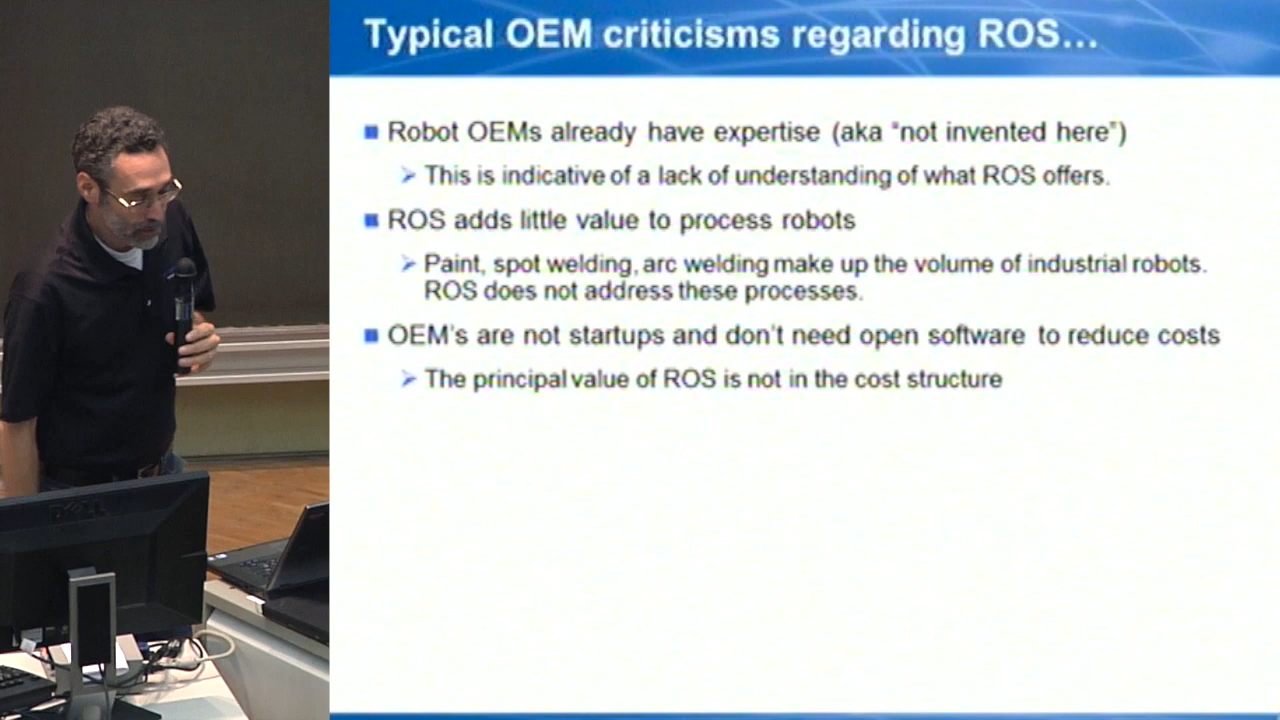 Typical OEM criticisms regarding ROS…
Robot OEMs already have expertise (aka "not invented here")
This is indicative of a lack of understanding of what ROS offers.
ROS adds little value to process robots
Paint, spot welding, arc welding make up the volume of industrial robots.
ROS does not address these processes.
OEM's are not startups and don't need open software to reduce costs
The principal value of ROS is not in the cost structure
DELL